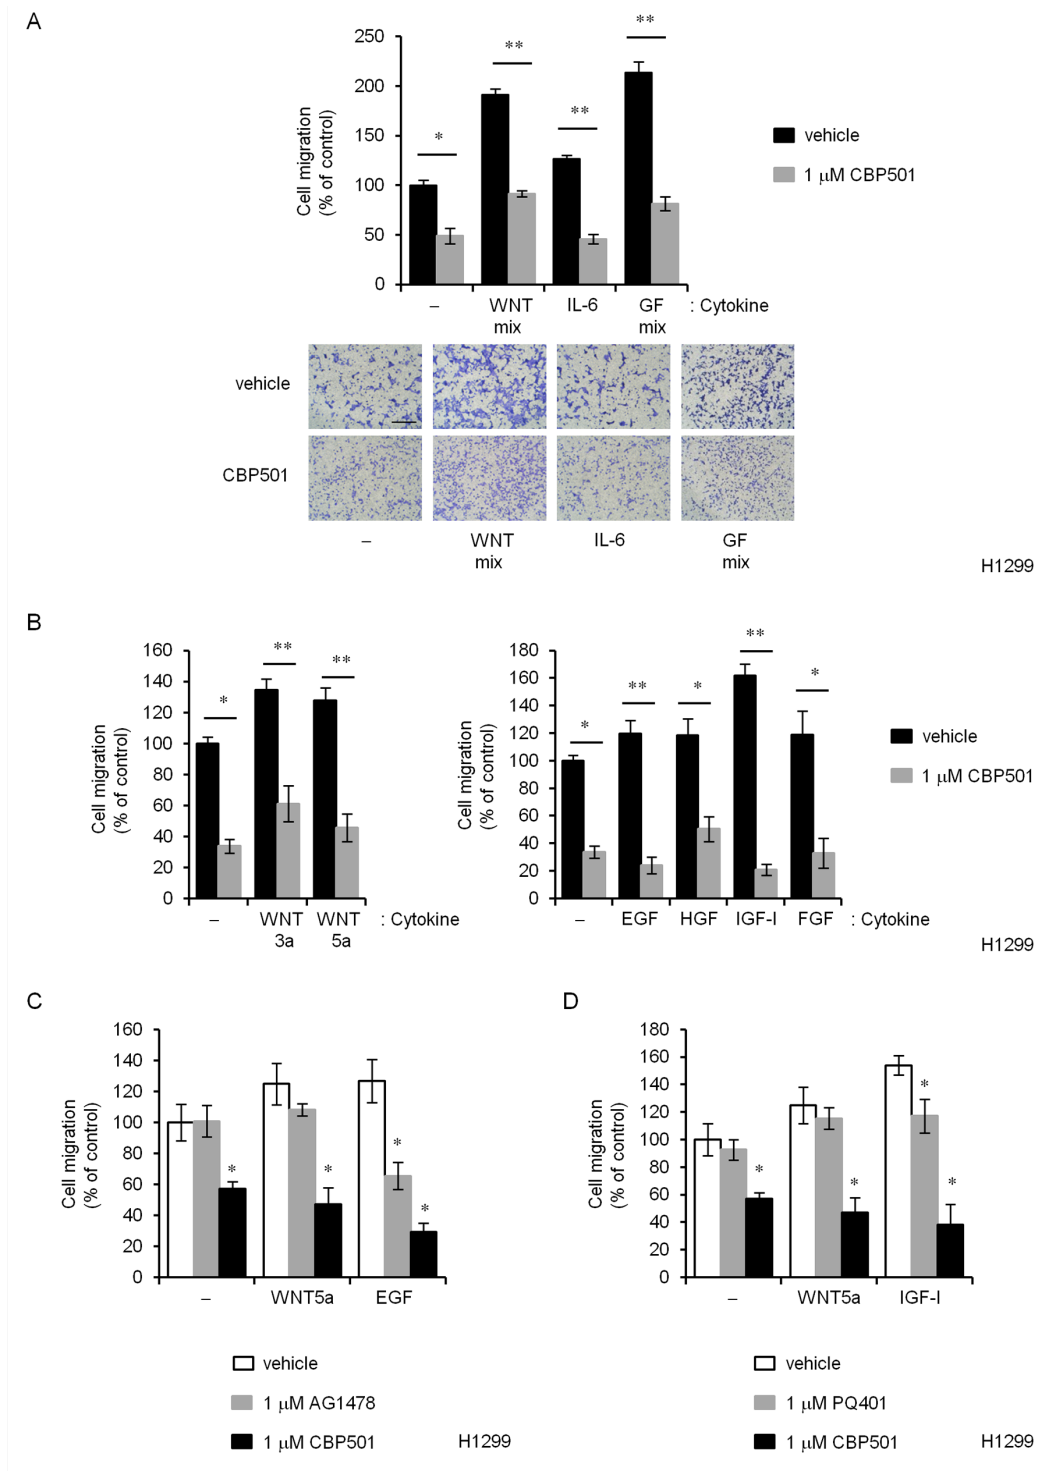 A
250
200
150
100
50
0
Cell migration
(% of control)
*
**
**
**
vehicle
1 μM CBP501
–
WNT
mix
IL-6
GF
mix
: Cytokine
vehicle
CBP501
–
WNT
mix
IL-6
GF
mix
H1299
B
160
140
120
100
80
60
40
20
0
Cell migration
(% of control)
*
**
**
–
WNT
3a
WNT
5a
: Cytokine
180
160
140
120
100
80
60
40
20
0
Cell migration
(% of control)
*
**
*
**
*
–
EGF
HGF
IGF-I
FGF
: Cytokine
vehicle
1 μM CBP501
H1299
C
160
140
120
100
80
60
40
20
0
Cell migration
(% of control)
*
*
*
*
–
WNT5a
EGF
vehicle
1 μM AG1478
1 μM CBP501
H1299
D
180
160
140
120
100
80
60
40
20
0
Cell migration
(% of control)
*
*
*
*
–
WNT5a
IGF-I
vehicle
1 μM PQ401
1 μM CBP501
H1299